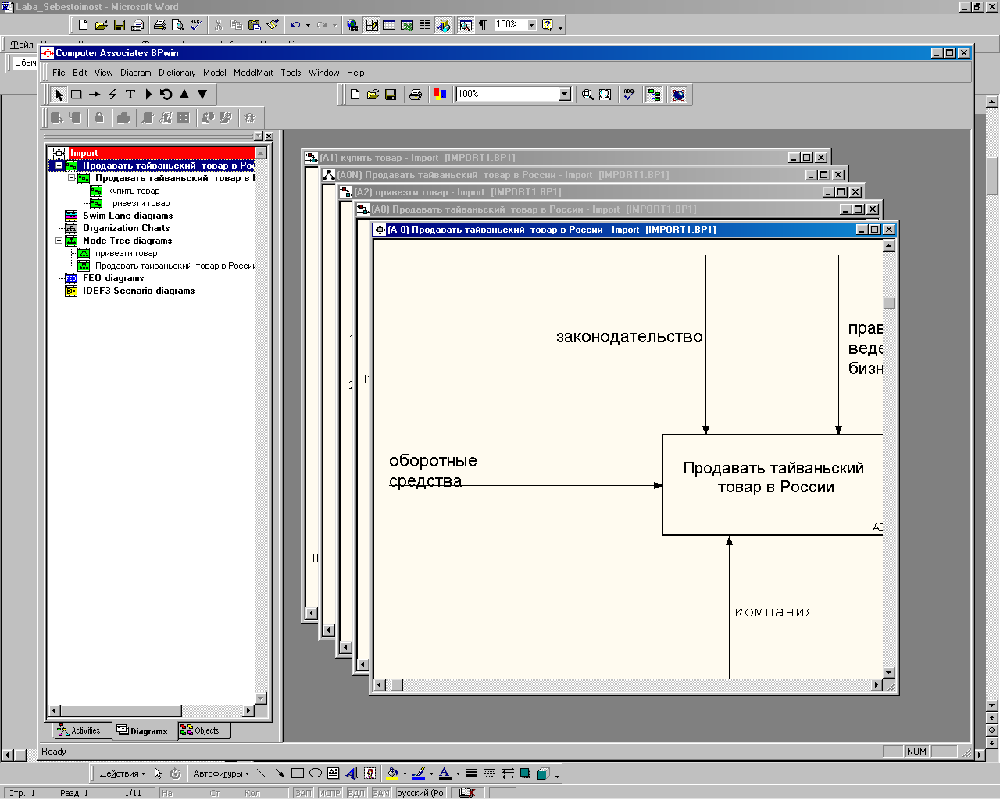 Laba_Sebestoimost - Microsoft Word
100%
Файл
Обыч
Computer Associates BPwin
File Edit View Diagram Dictionary Model ModelMart Tools Window Help
100%
Import
Продавать тайваньский товар в Рос
Продавать тайваньский товар в
купить товар
привезти товар
Swim Lane diagrams
Organization Charts
Node Tree diagrams
привезти товар
Продавать тайваньский товар в России
FEO diagrams
IDEF3 Scenario diagrams
Activities Diagrams Objects
(A1) купить товар - Import [IMPORT1.BP1]
(A0N) Продавать тайваньский товар в России - Import [IMPORT1.BP1]
(A2) привезти товар - Import [IMPORT1.BP1]
(A0) Продавать тайваньский товар в России - Import [IMPORT1.BP1]
(A-0) Продавать тайваньский товар в России - Import [IMPORT1.BP1]
I1
I2
I1
I1
законодательство
прав
веде
бизн
оборотные
средства
Продавать тайваньский
товар в России
A0
компания
Ready
NUM
Действия Автофигуры
Стр. 1 Разд 1 1/11 На Ст Кол ЗАП ИСПР ВДЛ ЗАМ русский (Ро